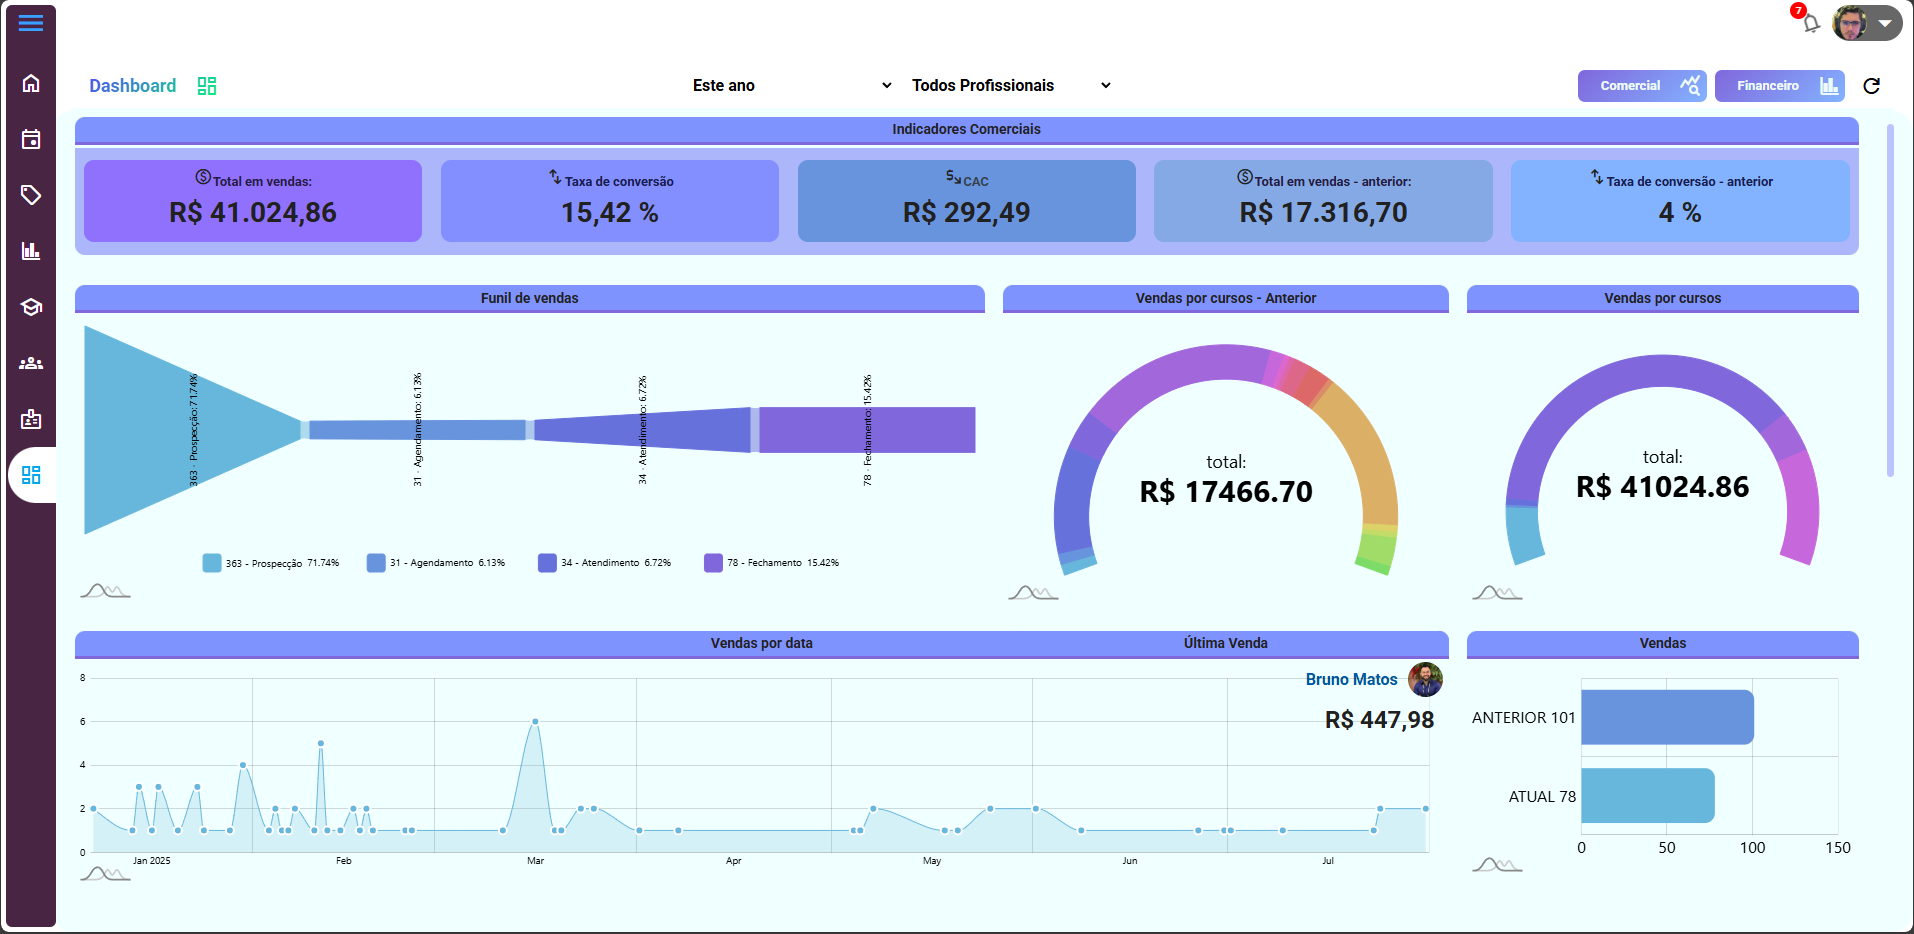 7
Dashboard
Este ano
Todos Profissionais
Comercial
Financeiro
Indicadores Comerciais
Total em vendas:
R$ 41.024,86
Taxa de conversão
15,42 %
CAC
R$ 292,49
Total em vendas - anterior:
R$ 17.316,70
Taxa de conversão - anterior
4 %
Funil de vendas
363 - Prospecção: 71.74%
31 - Agendamento: 6.13%
34 - Atendimento: 6.72%
78 - Fechamento: 15.42%
363 - Prospecção 71.74%
31 - Agendamento 6.13%
34 - Atendimento 6.72%
78 - Fechamento 15.42%
Vendas por cursos - Anterior
total:
R$ 17466.70
Vendas por cursos
total:
R$ 41024.86
Vendas por data
Última Venda
Bruno Matos
R$ 447,98
8
6
4
2
0
Jan 2025
Feb
Mar
Apr
May
Jun
Jul
Vendas
ANTERIOR 101
ATUAL 78
0
50
100
150